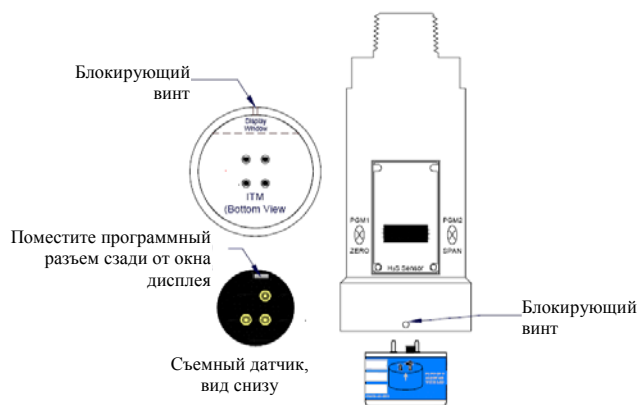 Блокирующий
винт
Display
Window
ITM
(Bottom View
Поместите программный
разъем сзади от окна
дисплея
Съемный датчик,
вид снизу
PGM1
ZERO
PGM2
SPAN
H₂S Sensor
Блокирующий
винт